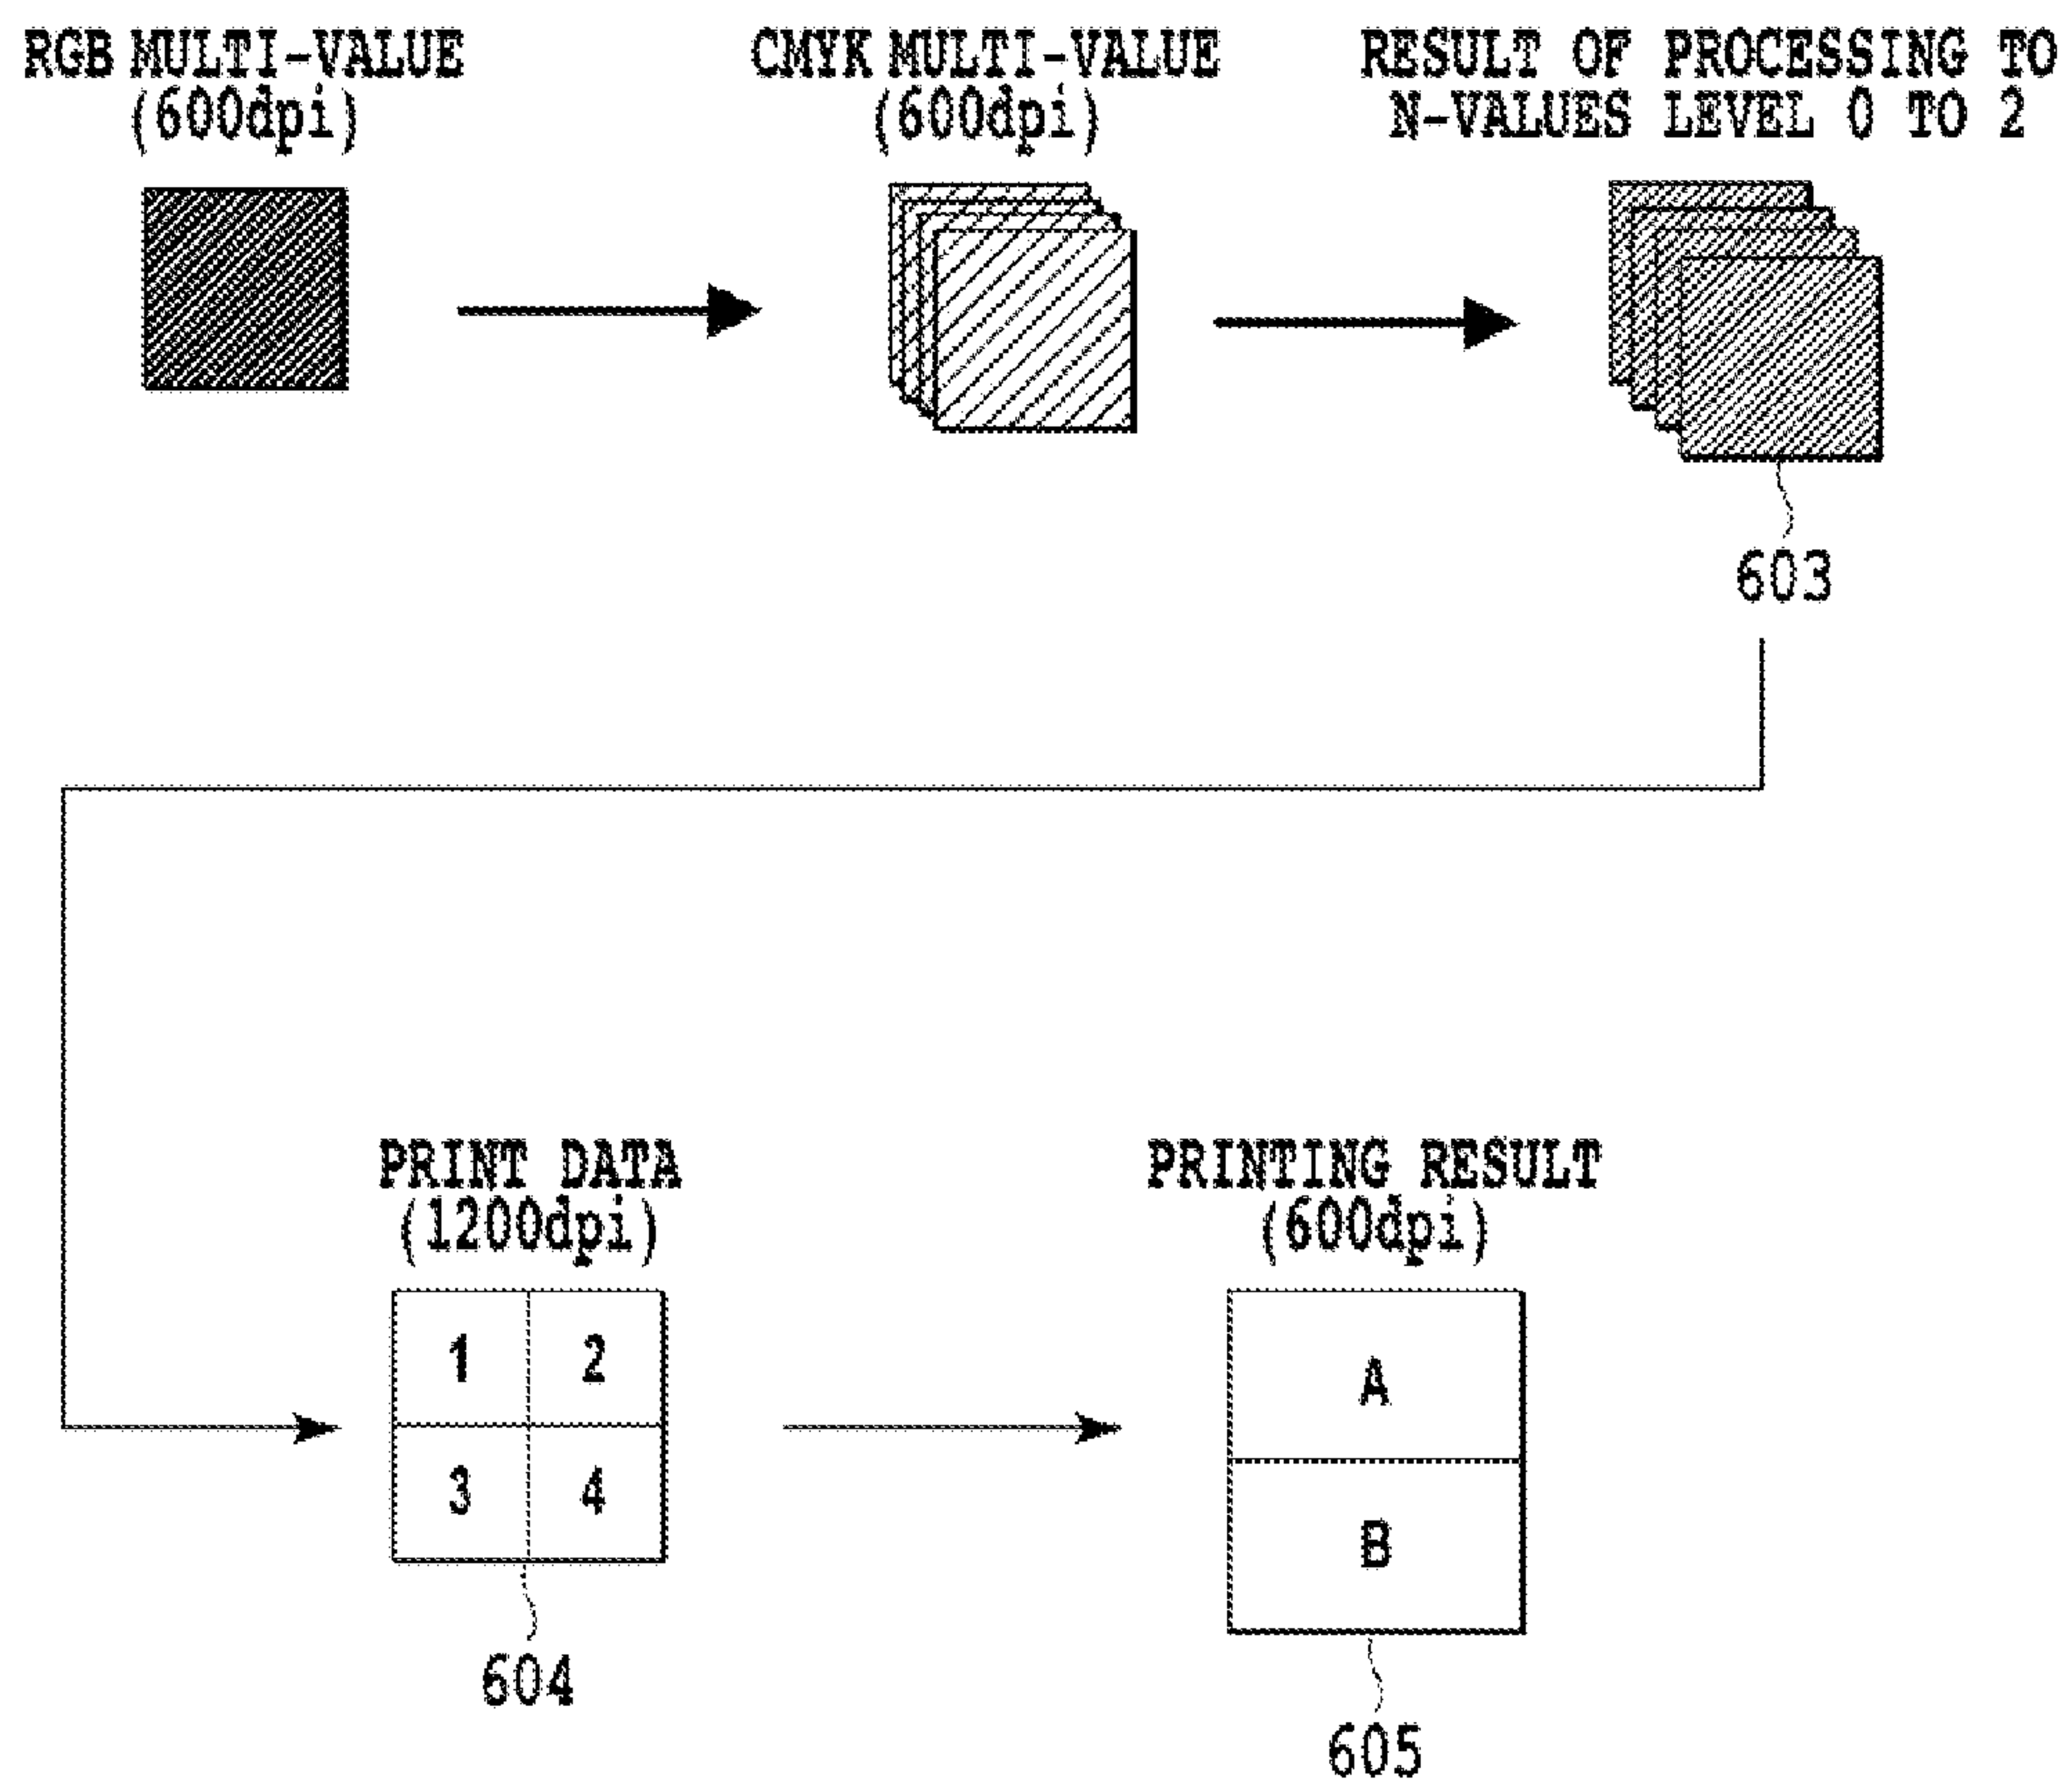 RGB MULTI-VALUE
(600dpi)
CMYK MULTI-VALUE
(600dpi)
RESULT OF PROCESSING TO
N-VALUES LEVEL 0 TO 2
603
PRINT DATA
(1200dpi)
1 2
3 4
604
PRINTING RESULT
(600dpi)
A
B
605